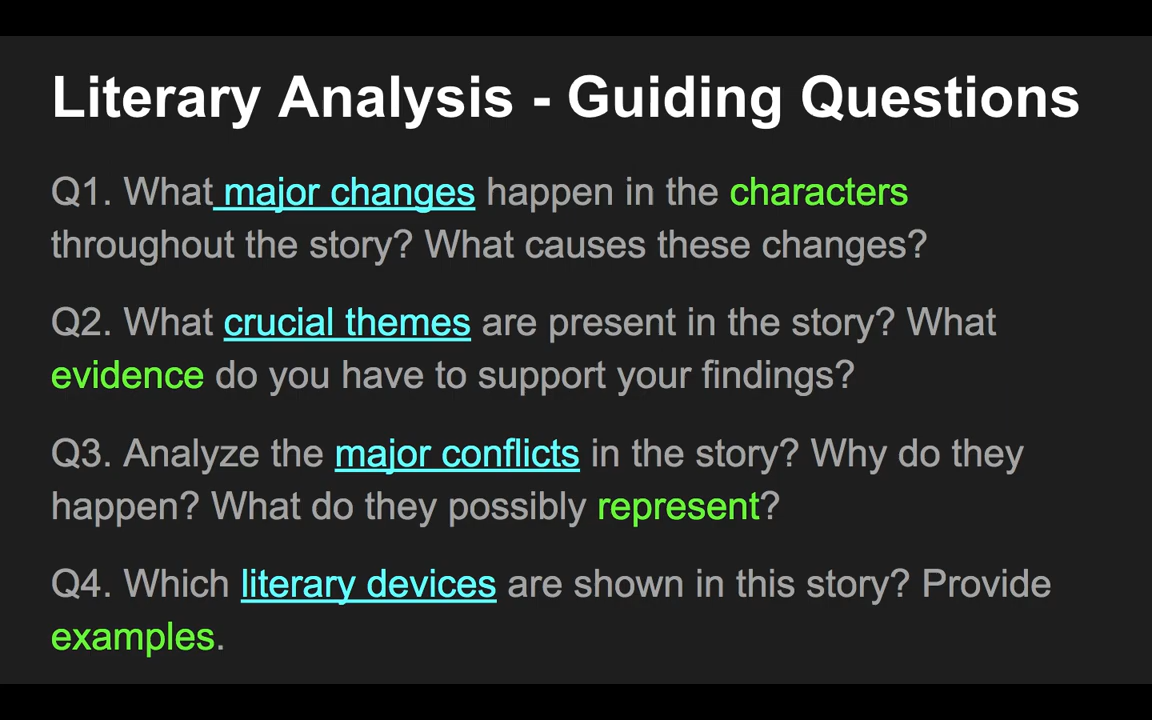 Literary Analysis - Guiding Questions
Q1. What major changes happen in the characters
throughout the story? What causes these changes?
Q2. What crucial themes are present in the story? What
evidence do you have to support your findings?
Q3. Analyze the major conflicts in the story? Why do they
happen? What do they possibly represent?
Q4. Which literary devices are shown in this story? Provide
examples.